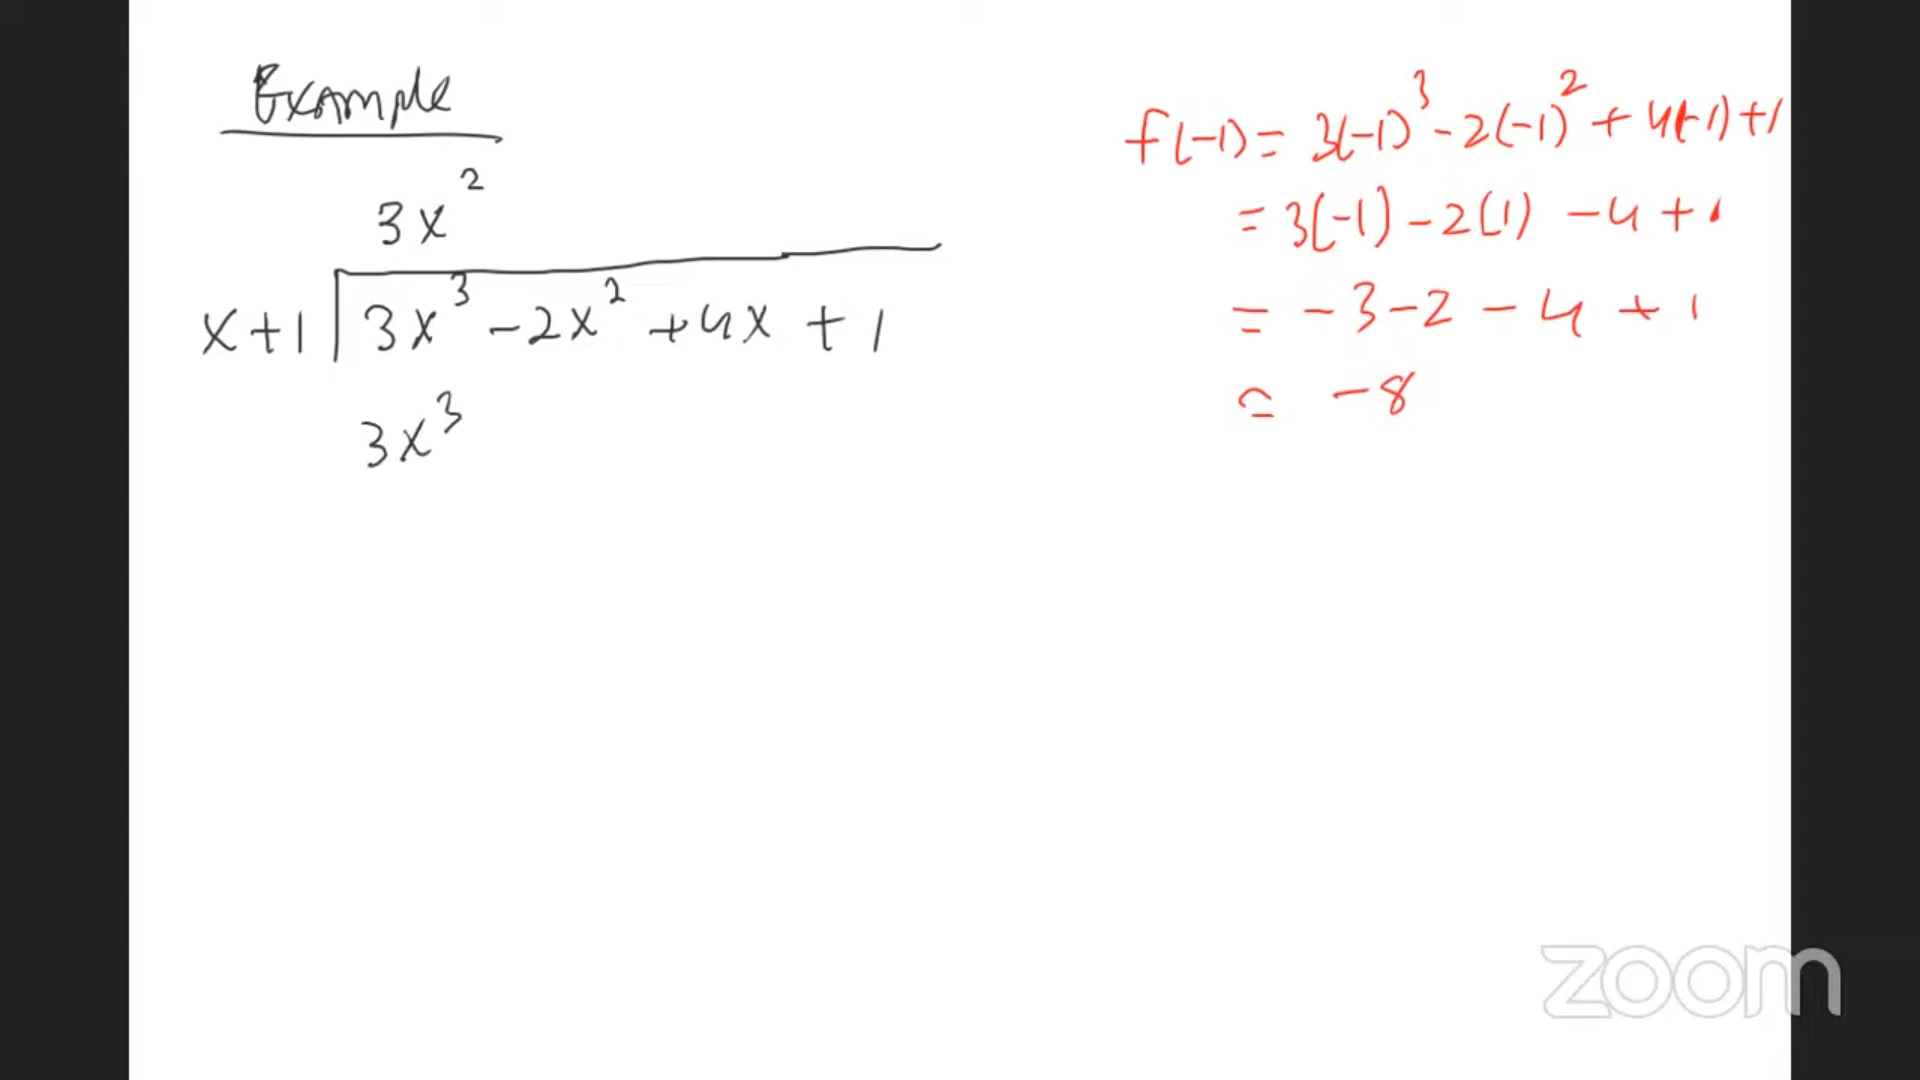 Example
3x²
x+1 | 3x³ -2x² +4x + 1
3x³
f(-1) = 3(-1)³ - 2(-1)² + 4(-1) + 1
= 3(-1) - 2(1) - 4 + 1
= -3 - 2 - 4 + 1
= -8
zoom